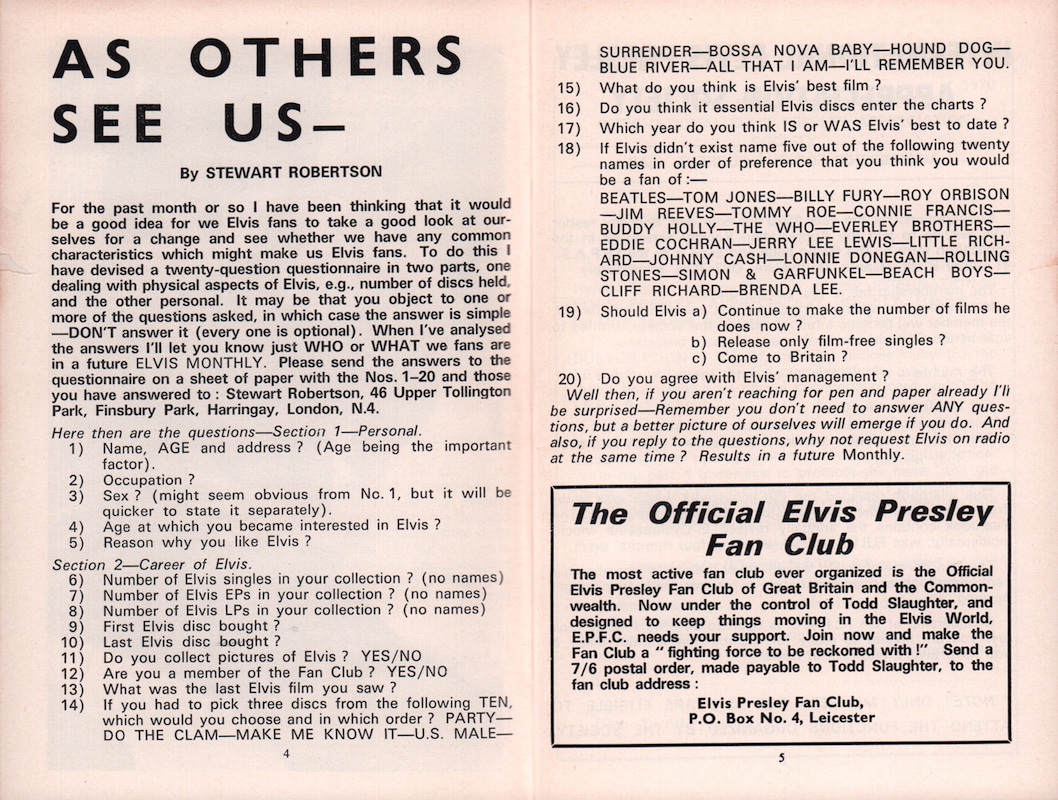 AS OTHERS
SEE US—
By STEWART ROBERTSON
For the past month or so I have been thinking that it would
be a good idea for we Elvis fans to take a good look at our-
selves for a change and see whether we have any common
characteristics which might make us Elvis fans. To do this I
have devised a twenty-question questionnaire in two parts, one
dealing with physical aspects of Elvis, e.g., number of discs held,
and the other personal. It may be that you object to one or
more of the questions asked, in which case the answer is simple
—DON'T answer it (every one is optional). When I've analysed
the answers I'll let you know just WHO or WHAT we fans are
in a future ELVIS MONTHLY. Please send the answers to the
questionnaire on a sheet of paper with the Nos. 1–20 and those
you have answered to : Stewart Robertson, 46 Upper Tollington
Park, Finsbury Park, Harringay, London, N.4.
Here then are the questions—Section 1—Personal.
1) Name, AGE and address ? (Age being the important
factor).
2) Occupation ?
3) Sex ? (might seem obvious from No. 1, but it will be
quicker to state it separately).
4) Age at which you became interested in Elvis ?
5) Reason why you like Elvis ?
Section 2—Career of Elvis.
6) Number of Elvis singles in your collection ? (no names)
7) Number of Elvis EPs in your collection ? (no names)
8) Number of Elvis LPs in your collection ? (no names)
9) First Elvis disc bought ?
10) Last Elvis disc bought ?
11) Do you collect pictures of Elvis ? YES/NO
12) Are you a member of the Fan Club ? YES/NO
13) What was the last Elvis film you saw ?
14) If you had to pick three discs from the following TEN,
which would you choose and in which order ? PARTY—
DO THE CLAM—MAKE ME KNOW IT—U.S. MALE—
4
SURRENDER—BOSSA NOVA BABY—HOUND DOG—
BLUE RIVER—ALL THAT I AM—I'LL REMEMBER YOU.
15) What do you think is Elvis' best film ?
16) Do you think it essential Elvis discs enter the charts ?
17) Which year do you think IS or WAS Elvis' best to date ?
18) If Elvis didn't exist name five out of the following twenty
names in order of preference that you think you would
be a fan of :—
BEATLES—TOM JONES—BILLY FURY—ROY ORBISON
—JIM REEVES—TOMMY ROE—CONNIE FRANCIS—
BUDDY HOLLY—THE WHO—EVERLEY BROTHERS—
EDDIE COCHRAN—JERRY LEE LEWIS—LITTLE RICH-
ARD—JOHNNY CASH—LONNIE DONEGAN—ROLLING
STONES—SIMON & GARFUNKEL—BEACH BOYS—
CLIFF RICHARD—BRENDA LEE.
19) Should Elvis a) Continue to make the number of films he
does now ?
b) Release only film-free singles ?
c) Come to Britain ?
20) Do you agree with Elvis' management ?
Well then, if you aren't reaching for pen and paper already I'll
be surprised—Remember you don't need to answer ANY ques-
tions, but a better picture of ourselves will emerge if you do. And
also, if you reply to the questions, why not request Elvis on radio
at the same time ? Results in a future Monthly.
The Official Elvis Presley
Fan Club
The most active fan club ever organized is the Official
Elvis Presley Fan Club of Great Britain and the Common-
wealth. Now under the control of Todd Slaughter, and
designed to keep things moving in the Elvis World,
E.P.F.C. needs your support. Join now and make the
Fan Club a " fighting force to be reckoned with !" Send a
7/6 postal order, made payable to Todd Slaughter, to the
fan club address :
Elvis Presley Fan Club,
P.O. Box No. 4, Leicester
5